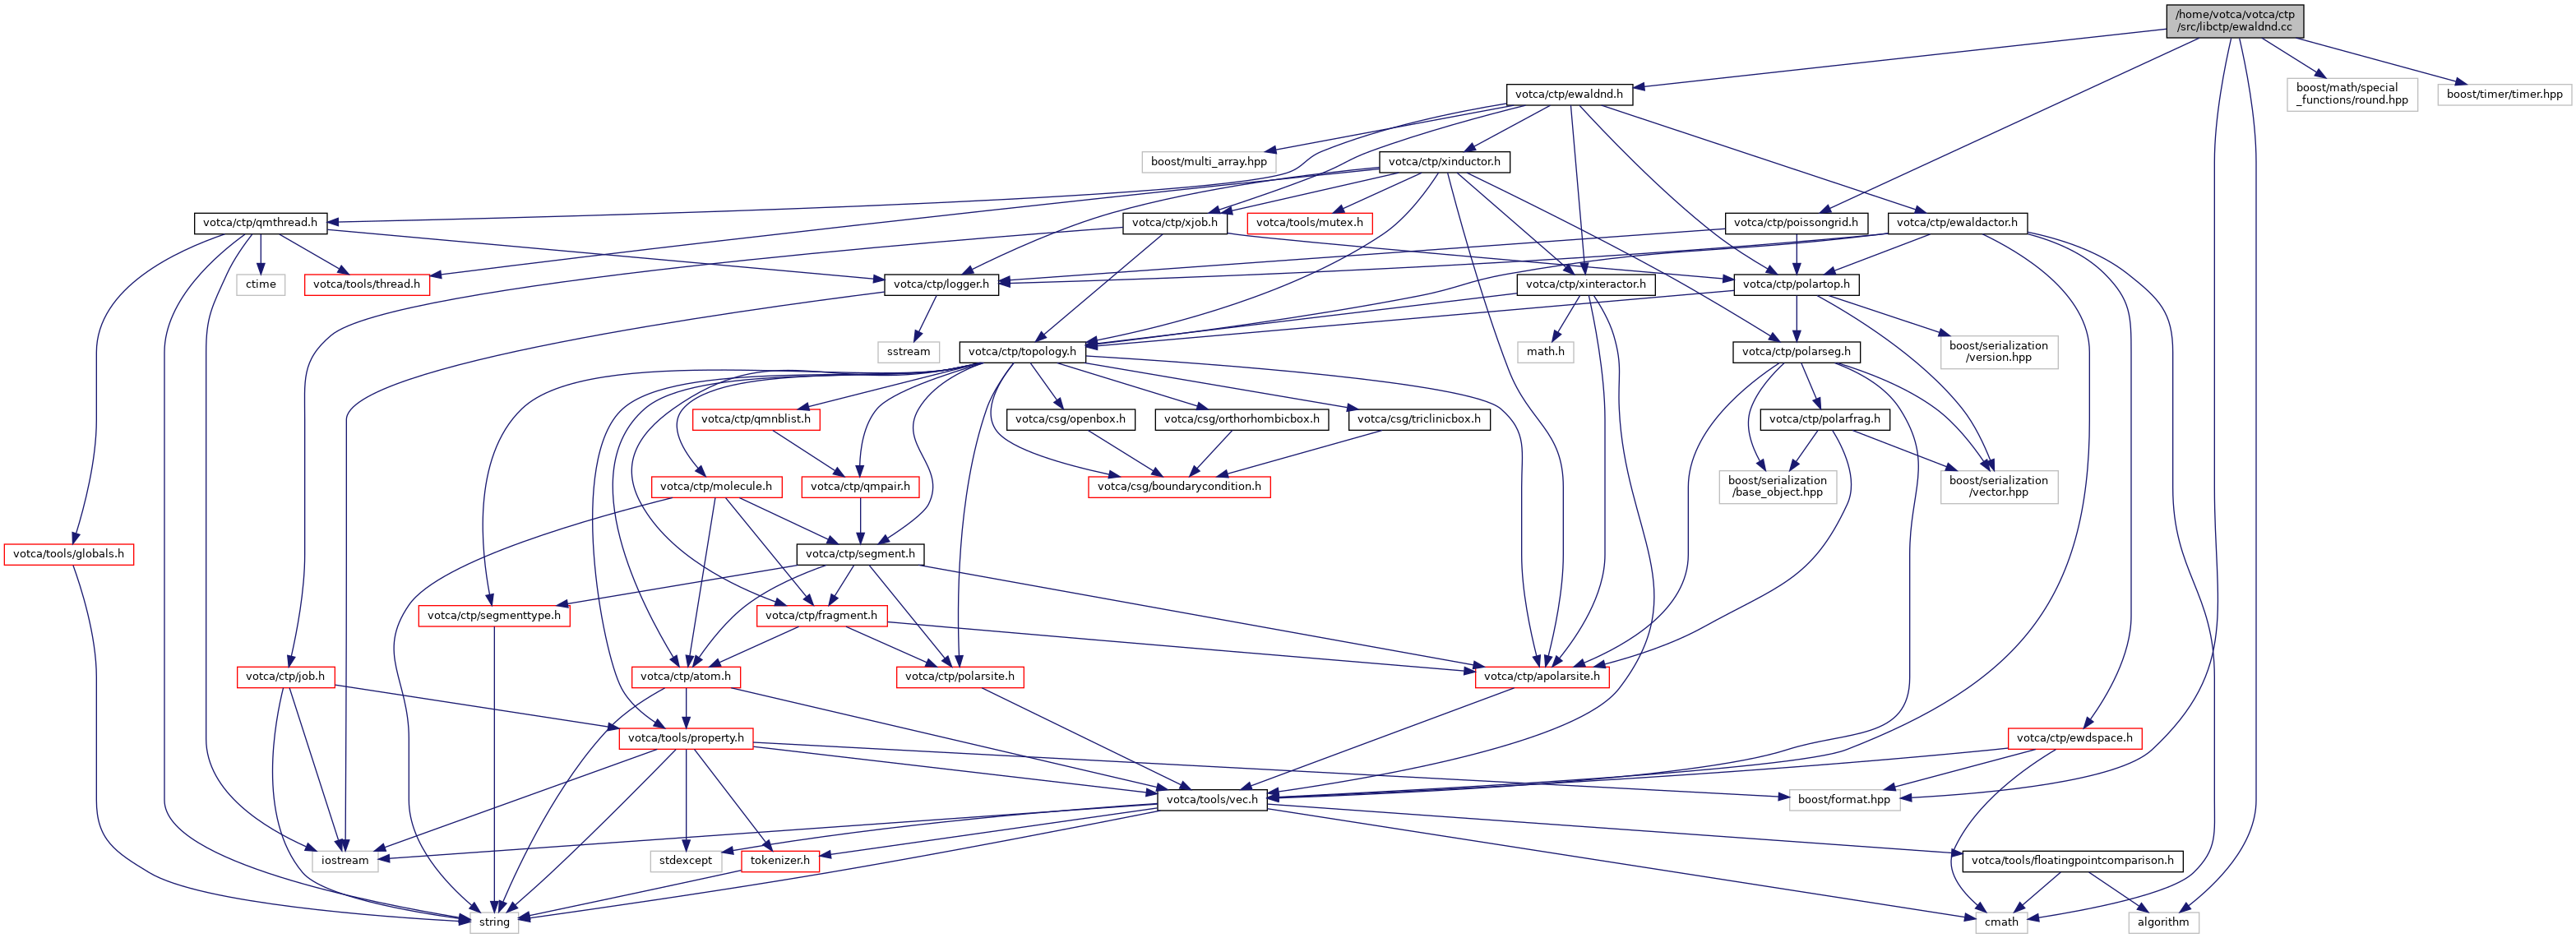 /home/votca/votca/ctp
/src/libctp/ewaldnd.cc
votca/ctp/ewaldnd.h
boost/math/special
_functions/round.hpp
boost/timer/timer.hpp
boost/multi_array.hpp
votca/ctp/xinductor.h
votca/ctp/qmthread.h
votca/ctp/xjob.h
votca/tools/mutex.h
votca/ctp/poissongrid.h
votca/ctp/ewaldactor.h
ctime
votca/tools/thread.h
votca/ctp/logger.h
votca/ctp/xinteractor.h
votca/ctp/polartop.h
sstream
votca/ctp/topology.h
math.h
votca/ctp/polarseg.h
boost/serialization
/version.hpp
votca/ctp/qmnblist.h
votca/csg/openbox.h
votca/csg/orthorhombicbox.h
votca/csg/triclinicbox.h
votca/ctp/polarfrag.h
votca/ctp/molecule.h
votca/ctp/qmpair.h
votca/csg/boundarycondition.h
boost/serialization
/base_object.hpp
boost/serialization
/vector.hpp
votca/tools/globals.h
votca/ctp/segment.h
votca/ctp/segmenttype.h
votca/ctp/fragment.h
votca/ctp/job.h
votca/ctp/atom.h
votca/ctp/polarsite.h
votca/ctp/apolarsite.h
votca/tools/property.h
votca/ctp/ewdspace.h
votca/tools/vec.h
boost/format.hpp
iostream
stdexcept
tokenizer.h
votca/tools/floatingpointcomparison.h
string
cmath
algorithm